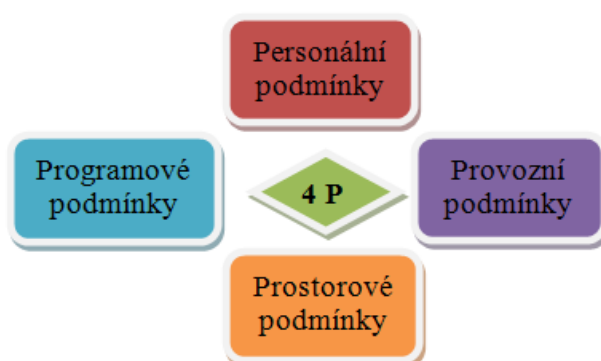 Personální
podmínky
Programové
podmínky
4 P
Provozní
podmínky
Prostorové
podmínky